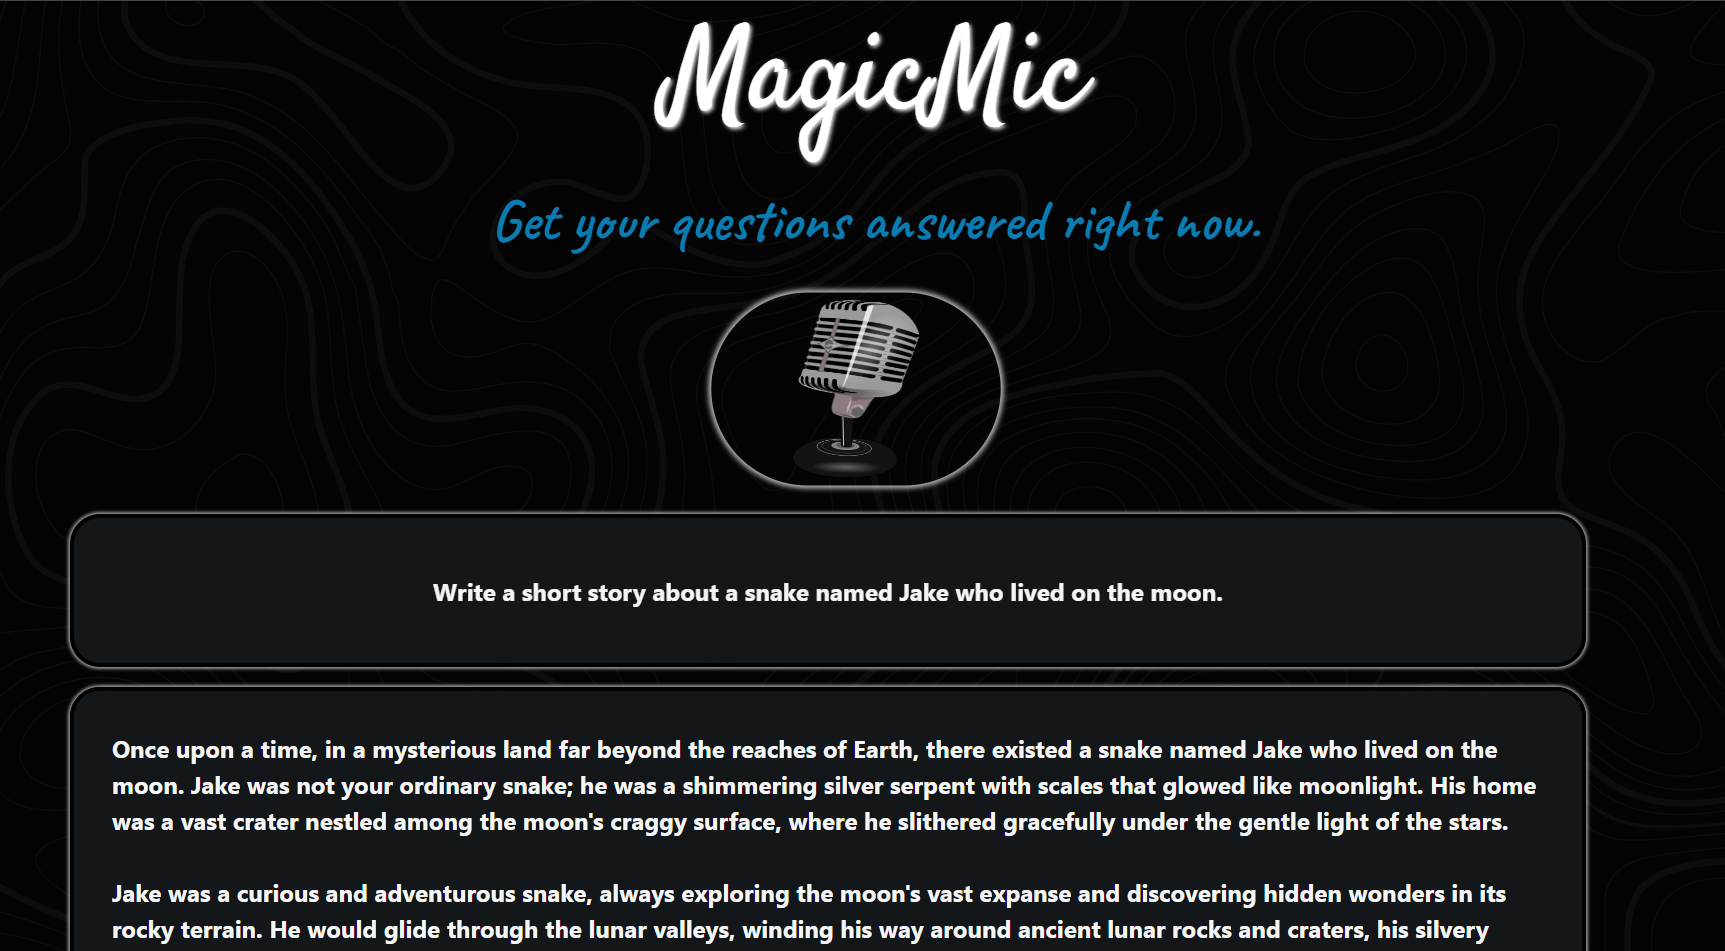 MagicMic
Get your questions answered right now.
Write a short story about a snake named Jake who lived on the moon.
Once upon a time, in a mysterious land far beyond the reaches of Earth, there existed a snake named Jake who lived on the
moon. Jake was not your ordinary snake; he was a shimmering silver serpent with scales that glowed like moonlight. His home
was a vast crater nestled among the moon's craggy surface, where he slithered gracefully under the gentle light of the stars.
Jake was a curious and adventurous snake, always exploring the moon's vast expanse and discovering hidden wonders in its
rocky terrain. He would glide through the lunar valleys, winding his way around ancient lunar rocks and craters, his silvery